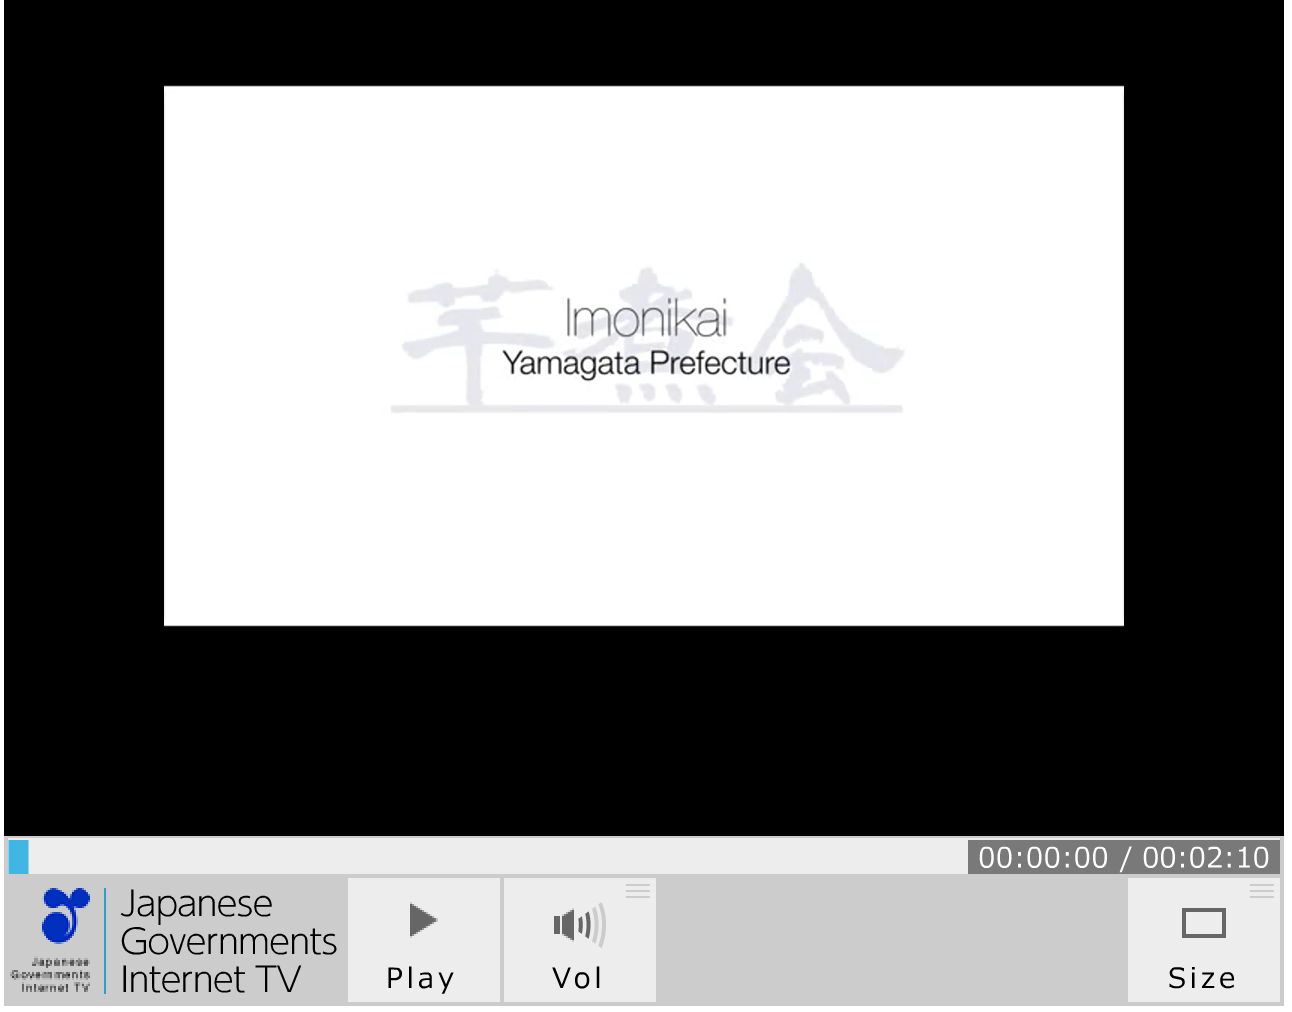 芋煮会
Imonikai
Yamagata Prefecture
00:00:00 / 00:02:10
Japanese
Governments
Internet TV
Japanese
Governments
Internet TV
Play
Vol
Size